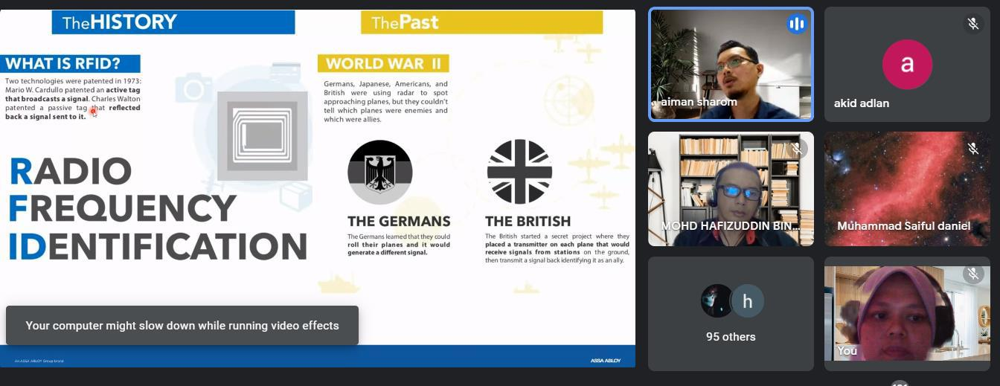 TheHISTORY
WHAT IS RFID?
Two technologies were patented in 1973:
Mario W. Cardullo patented an active tag
that broadcasts a signal. Charles Walton
patented a passive tag that reflected
back a signal sent to it.
RADIO
FREQUENCY
IDENTIFICATION
ThePast
WORLD WAR II
Germans, Japanese, Americans, and
British were using radar to spot
approaching planes, but they couldn't
tell which planes were enemies and
which were allies.
THE GERMANS
The Germans learned that they could
roll their planes and it would
generate a different signal.
THE BRITISH
The British started a secret project where they
placed a transmitter on each plane that would
receive signals from stations on the ground,
then transmit a signal back identifying it as an ally.
Your computer might slow down while running video effects
An ASSA ABLOY Group brand
ASSA ABLOY
aiman sharom
a
akid adlan
MOHD HAFIZUDDIN BIN...
Muhammad Saiful daniel
h
95 others
You